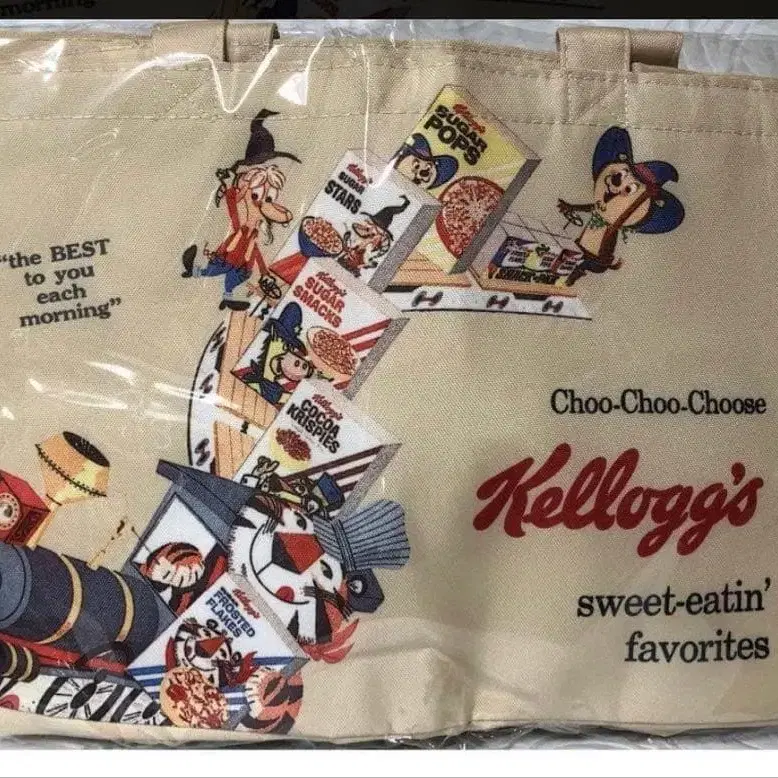 morning
"the BEST
to you
each
morning"
Kellogg's
SUGAR
POPS
Kellogg's
SUGAR
STARS
Kellogg's
SUGAR
SMACKS
Kellogg's
COCOA
KRISPIES
Kellogg's
FROSTED
FLAKES
Choo-Choo-Choose
Kellogg's
sweet-eatin'
favorites